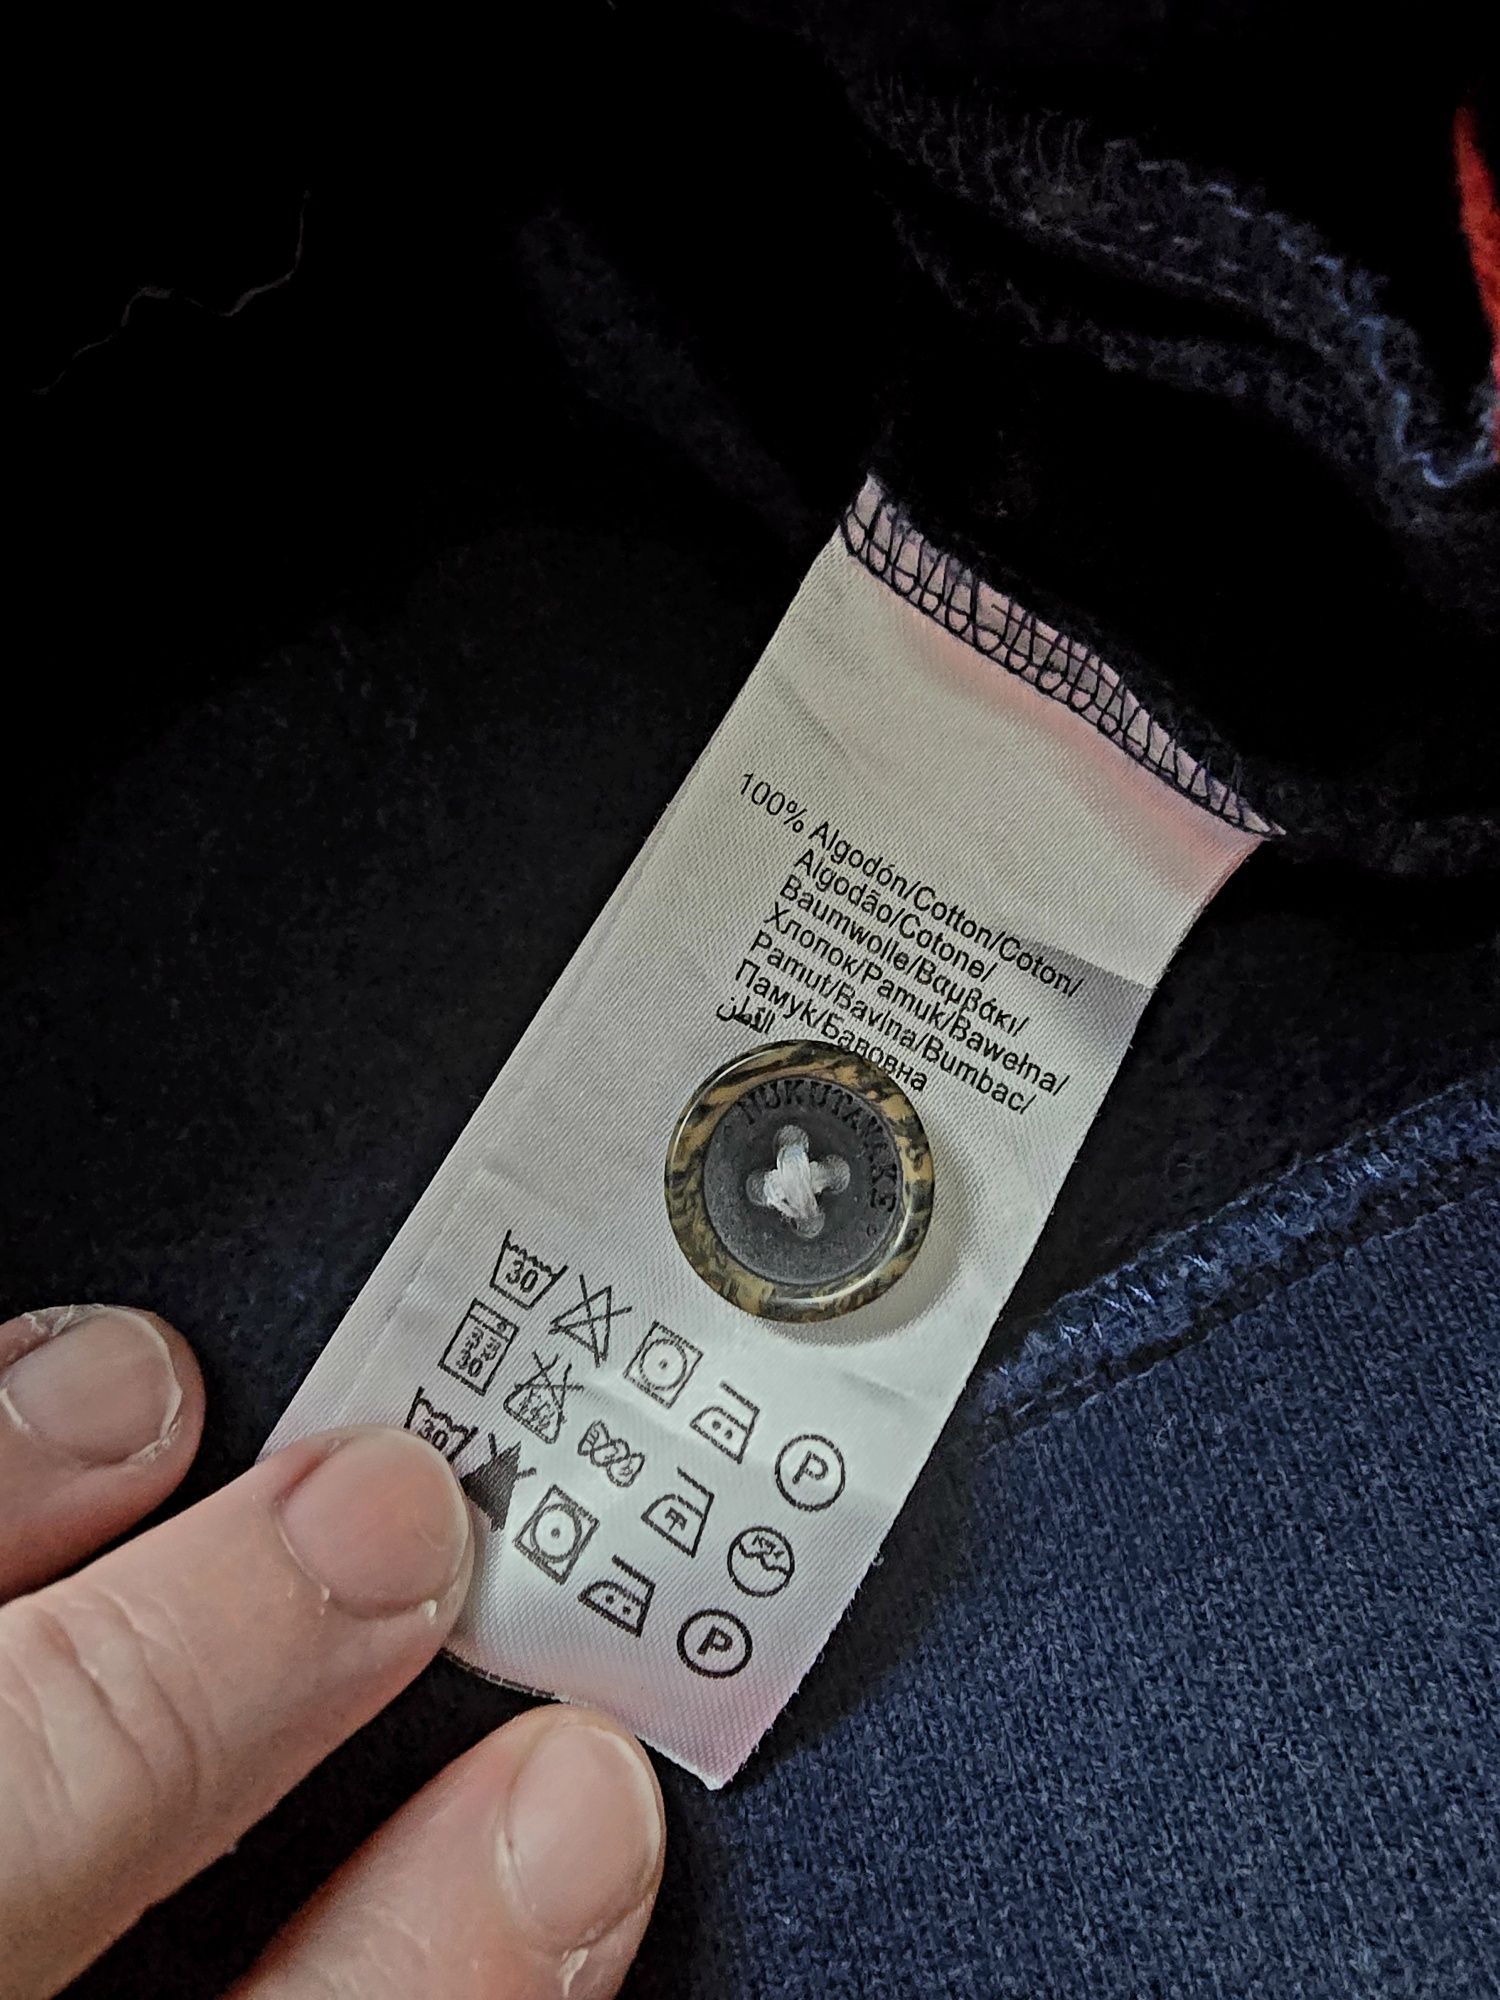 100% Algodón/Cotton/Coton/
Algodão/Cotone/
Baumwolle/Βαμβάκι/
Хлопок/Pamuk/Bawełna/
Pamut/Bavlna/Bumbac/
Памук/Бавовна
القطن
NUKUTAVAKE
30
P
30
30
P